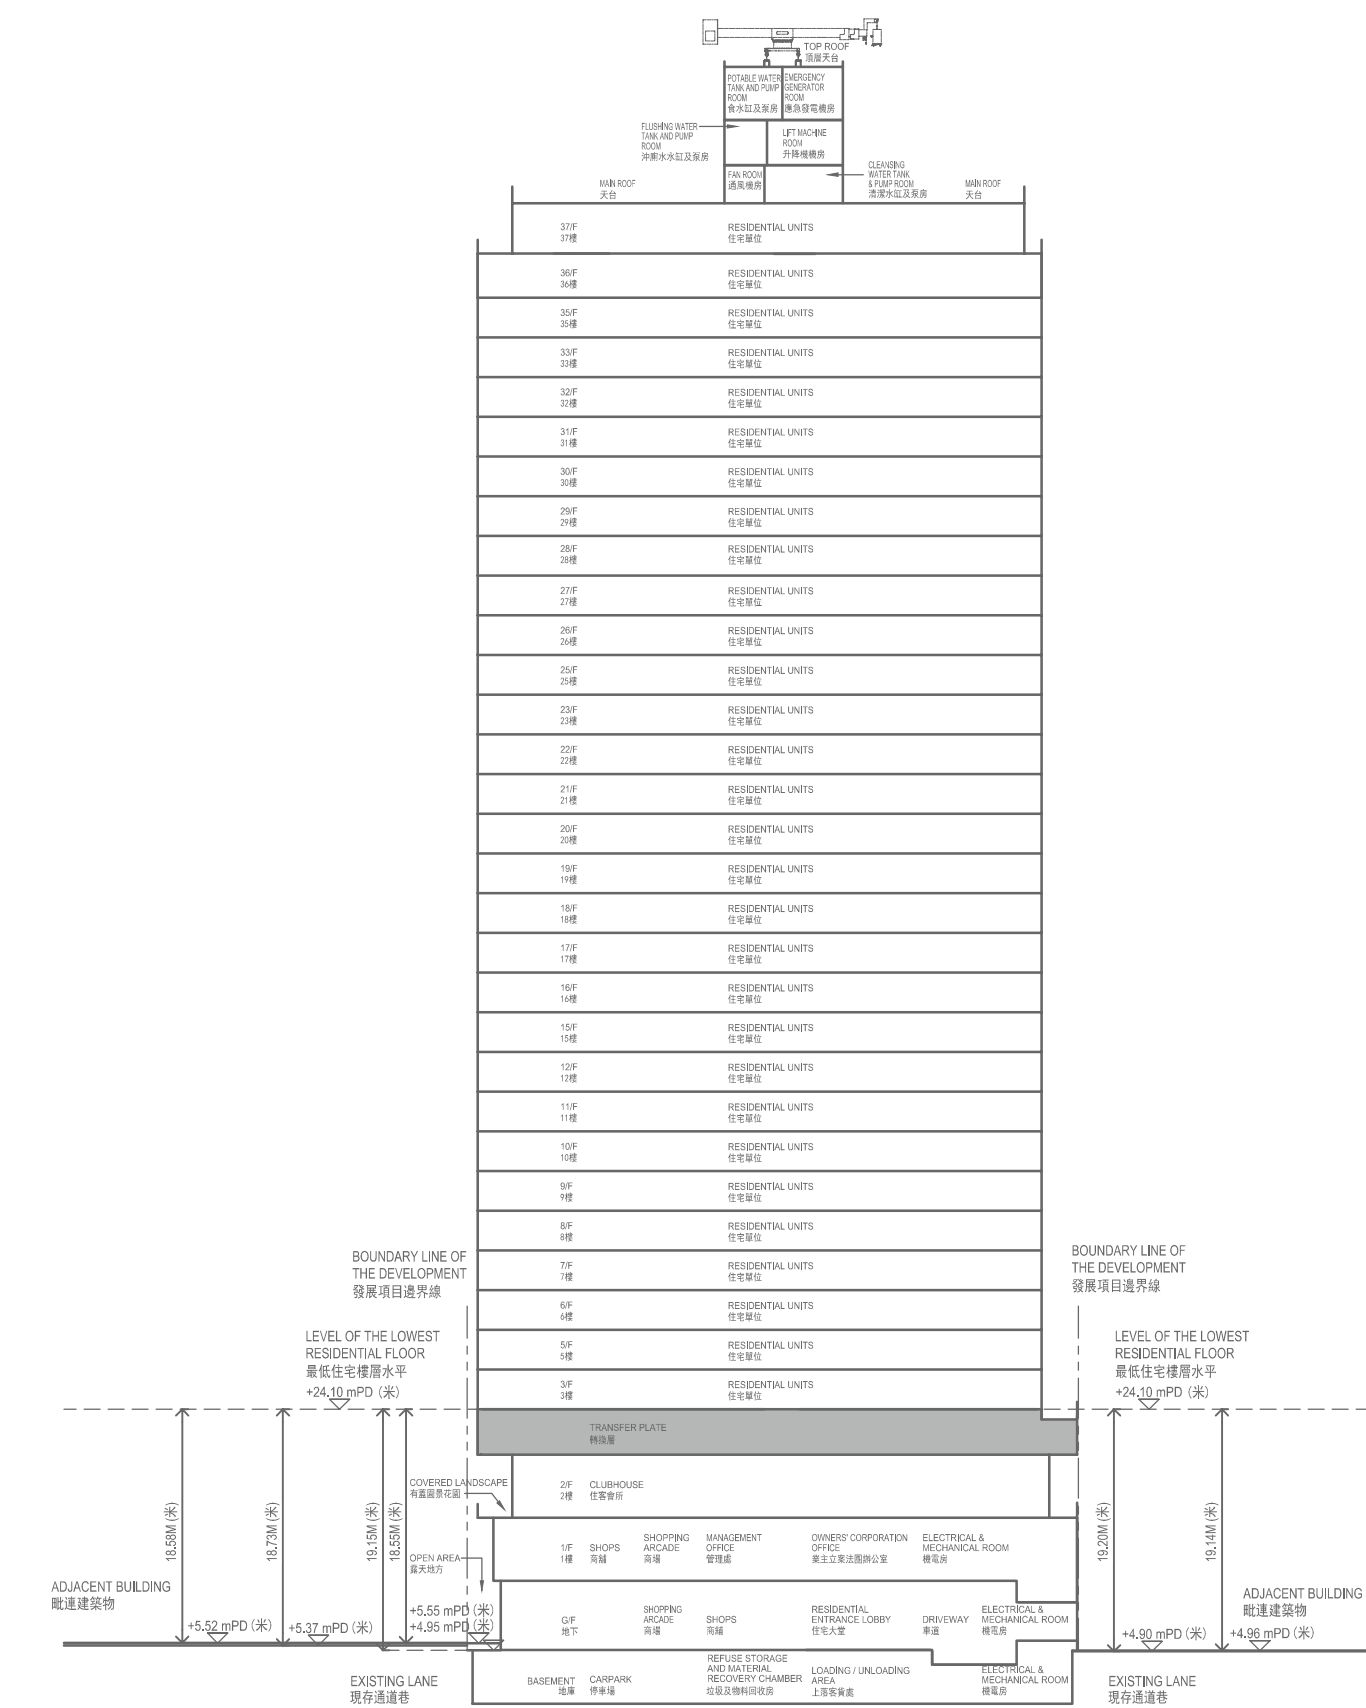 TOP ROOF
頂層天台
POTABLE WATER
TANK AND PUMP
ROOM
食水缸及泵房
EMERGENCY
GENERATOR
ROOM
應急發電機房
FLUSHING WATER
TANK AND PUMP
ROOM
沖廁水水缸及泵房
LIFT MACHINE
ROOM
升降機機房
FAN ROOM
通風機房
CLEANSING
WATER TANK
& PUMP ROOM
清潔水缸及泵房
MAIN ROOF
天台
MAIN ROOF
天台
37/F RESIDENTIAL UNITS
37樓 住宅單位
36/F RESIDENTIAL UNITS
36樓 住宅單位
35/F RESIDENTIAL UNITS
35樓 住宅單位
33/F RESIDENTIAL UNITS
33樓 住宅單位
32/F RESIDENTIAL UNITS
32樓 住宅單位
31/F RESIDENTIAL UNITS
31樓 住宅單位
30/F RESIDENTIAL UNITS
30樓 住宅單位
29/F RESIDENTIAL UNITS
29樓 住宅單位
28/F RESIDENTIAL UNITS
28樓 住宅單位
27/F RESIDENTIAL UNITS
27樓 住宅單位
26/F RESIDENTIAL UNITS
26樓 住宅單位
25/F RESIDENTIAL UNITS
25樓 住宅單位
23/F RESIDENTIAL UNITS
23樓 住宅單位
22/F RESIDENTIAL UNITS
22樓 住宅單位
21/F RESIDENTIAL UNITS
21樓 住宅單位
20/F RESIDENTIAL UNITS
20樓 住宅單位
19/F RESIDENTIAL UNITS
19樓 住宅單位
18/F RESIDENTIAL UNITS
18樓 住宅單位
17/F RESIDENTIAL UNITS
17樓 住宅單位
16/F RESIDENTIAL UNITS
16樓 住宅單位
15/F RESIDENTIAL UNITS
15樓 住宅單位
12/F RESIDENTIAL UNITS
12樓 住宅單位
11/F RESIDENTIAL UNITS
11樓 住宅單位
10/F RESIDENTIAL UNITS
10樓 住宅單位
9/F RESIDENTIAL UNITS
9樓 住宅單位
8/F RESIDENTIAL UNITS
8樓 住宅單位
7/F RESIDENTIAL UNITS
7樓 住宅單位
6/F RESIDENTIAL UNITS
6樓 住宅單位
5/F RESIDENTIAL UNITS
5樓 住宅單位
3/F RESIDENTIAL UNITS
3樓 住宅單位
BOUNDARY LINE OF
THE DEVELOPMENT
發展項目邊界線
BOUNDARY LINE OF
THE DEVELOPMENT
發展項目邊界線
LEVEL OF THE LOWEST
RESIDENTIAL FLOOR
最低住宅樓層水平
+24.10 mPD (米)
LEVEL OF THE LOWEST
RESIDENTIAL FLOOR
最低住宅樓層水平
+24.10 mPD (米)
TRANSFER PLATE
轉換層
COVERED LANDSCAPE
有蓋園景花園
2/F CLUBHOUSE
2樓 住客會所
18.58M (米)
18.73M (米)
19.15M (米)
18.55M (米)
19.20M (米)
19.14M (米)
1/F
1樓
SHOPS
商舖
SHOPPING
ARCADE
商場
MANAGEMENT
OFFICE
管理處
OWNERS' CORPORATION
OFFICE
業主立案法團辦公室
ELECTRICAL &
MECHANICAL ROOM
機電房
OPEN AREA
露天地方
ADJACENT BUILDING
毗連建築物
+5.52 mPD (米)
+5.37 mPD (米)
+5.55 mPD (米)
+4.95 mPD (米)
G/F
地下
SHOPPING
ARCADE
商場
SHOPS
商舖
RESIDENTIAL
ENTRANCE LOBBY
住宅大堂
DRIVEWAY
車道
ELECTRICAL &
MECHANICAL ROOM
機電房
ADJACENT BUILDING
毗連建築物
+4.90 mPD (米)
+4.96 mPD (米)
EXISTING LANE
現存通道巷
BASEMENT
地庫
CARPARK
停車場
REFUSE STORAGE
AND MATERIAL
RECOVERY CHAMBER
垃圾及物料回收房
LOADING / UNLOADING
AREA
上落客貨處
ELECTRICAL &
MECHANICAL ROOM
機電房
EXISTING LANE
現存通道巷